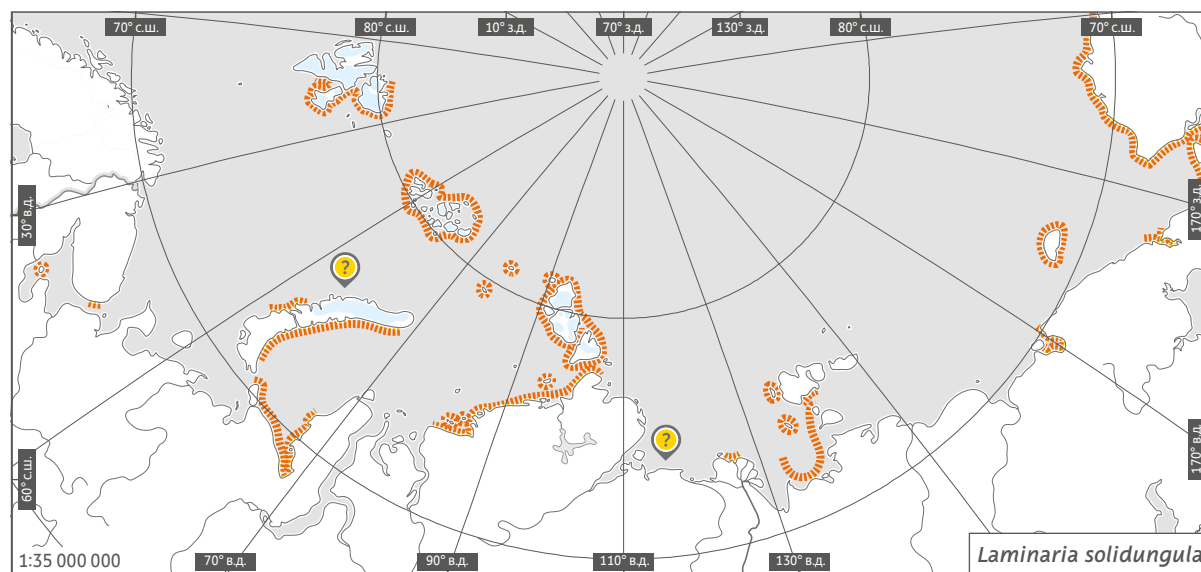 70° с.ш.
80° с.ш.
10° з.д.
70° з.д.
130° з.д.
80° с.ш.
70° с.ш.
30° в.д.
170° з.д.
?
?
60° с.ш.
170° в.д.
1:35 000 000
70° в.д.
90° в.д.
110° в.д.
130° в.д.
Laminaria solidungula